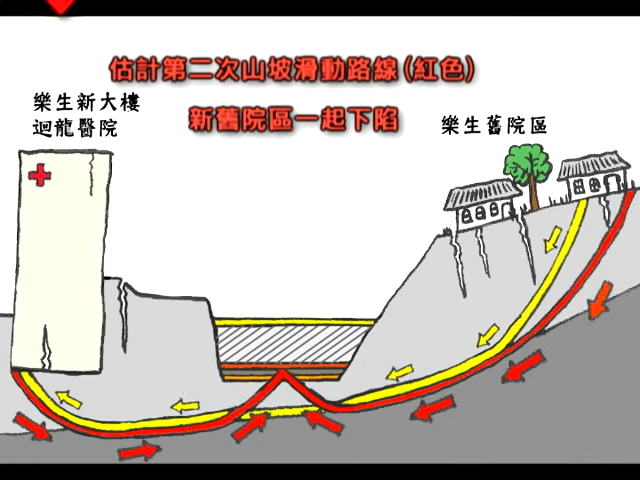 估計第二次山坡滑動路線(紅色)
新舊院區一起下陷
樂生新大樓
迴龍醫院
樂生舊院區